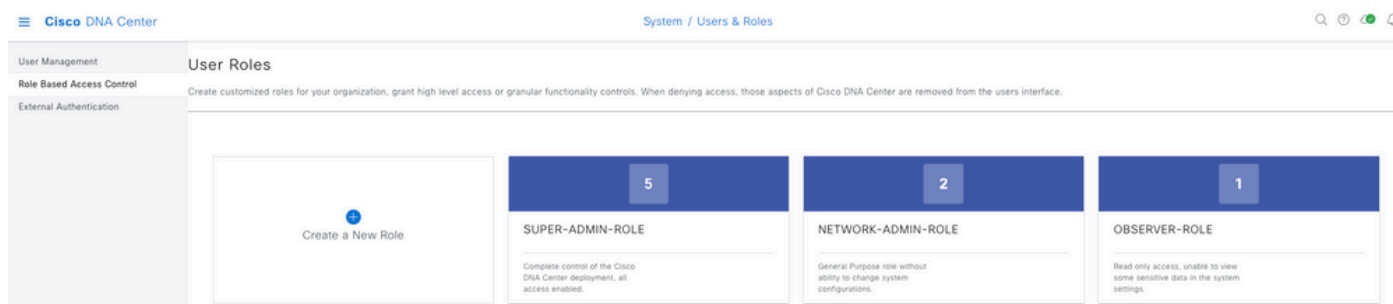 Cisco DNA Center
System / Users & Roles
User Management
Role Based Access Control
External Authentication
User Roles
Create customized roles for your organization, grant high level access or granular functionality controls. When denying access, those aspects of Cisco DNA Center are removed from the users interface.
Create a New Role
5
SUPER-ADMIN-ROLE
Complete control of the Cisco
DNA Center deployment, all
access enabled.
2
NETWORK-ADMIN-ROLE
General Purpose role without
ability to change system
configurations.
1
OBSERVER-ROLE
Read only access, unable to view
some sensitive data in the system
settings.